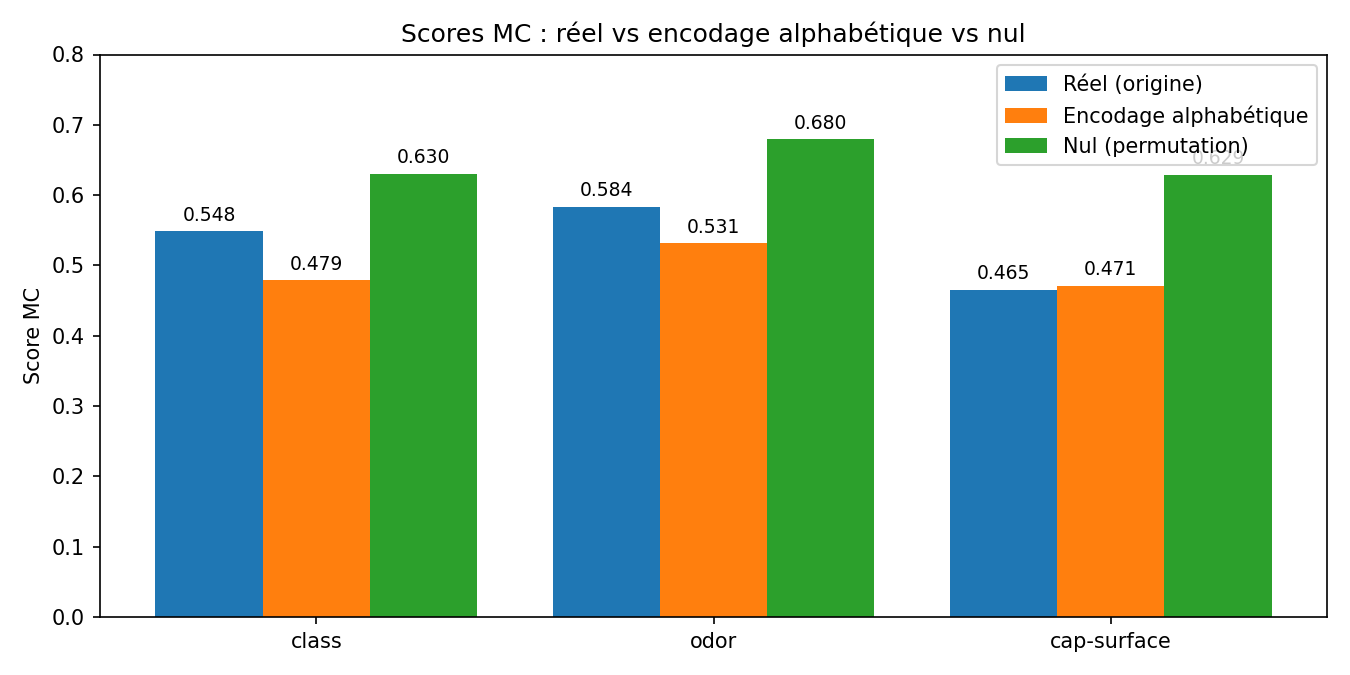 Scores MC : réel vs encodage alphabétique vs nul
Réel (origine)
Encodage alphabétique
Nul (permutation)
Score MC
0.8
0.7
0.6
0.5
0.4
0.3
0.2
0.1
0.0
0.548
0.479
0.630
0.584
0.531
0.680
0.465
0.471
0.629
class
odor
cap-surface